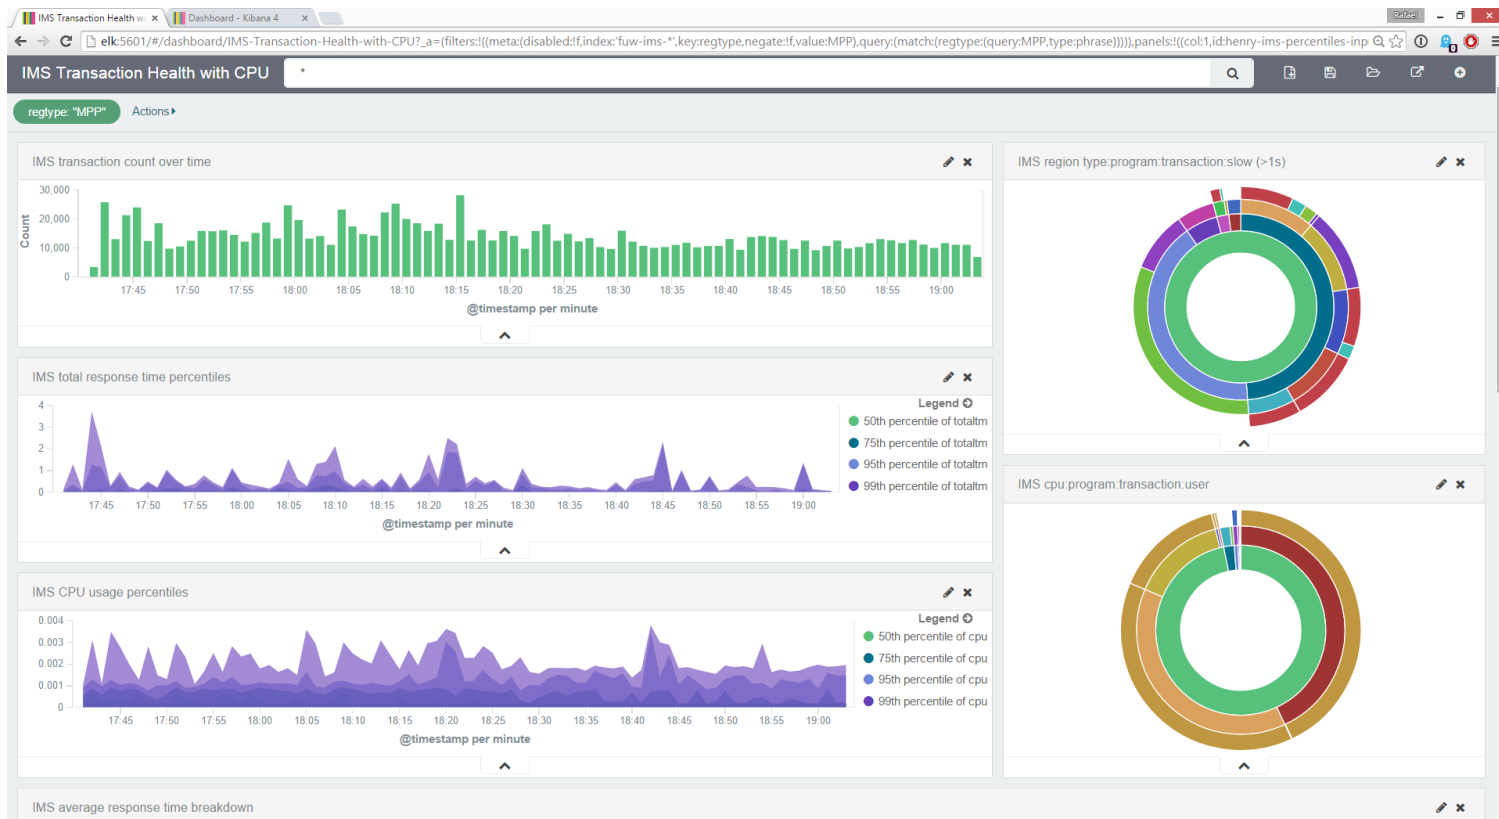 IMS Transaction Health wi
Dashboard - Kibana 4
Rafael
elk:5601/#/dashboard/IMS-Transaction-Health-with-CPU?_a=(filters:!((meta:(disabled:!f,index:'fuw-ims-*',key:regtype,negate:!f,value:MPP),query:(match:(regtype:(query:MPP,type:phrase))))),panels:!((col:1,id:henry-ims-percentiles-inp
0
IMS Transaction Health with CPU
*
regtype: "MPP"
Actions
IMS transaction count over time
30,000
20,000
10,000
0
Count
17:45 17:50 17:55 18:00 18:05 18:10 18:15 18:20 18:25 18:30 18:35 18:40 18:45 18:50 18:55 19:00
@timestamp per minute
IMS region type:program:transaction:slow (>1s)
IMS total response time percentiles
4
3
2
1
0
17:45 17:50 17:55 18:00 18:05 18:10 18:15 18:20 18:25 18:30 18:35 18:40 18:45 18:50 18:55 19:00
@timestamp per minute
Legend
50th percentile of totaltm
75th percentile of totaltm
95th percentile of totaltm
99th percentile of totaltm
IMS cpu:program:transaction:user
IMS CPU usage percentiles
0.004
0.003
0.002
0.001
0
17:45 17:50 17:55 18:00 18:05 18:10 18:15 18:20 18:25 18:30 18:35 18:40 18:45 18:50 18:55 19:00
@timestamp per minute
Legend
50th percentile of cpu
75th percentile of cpu
95th percentile of cpu
99th percentile of cpu
IMS average response time breakdown